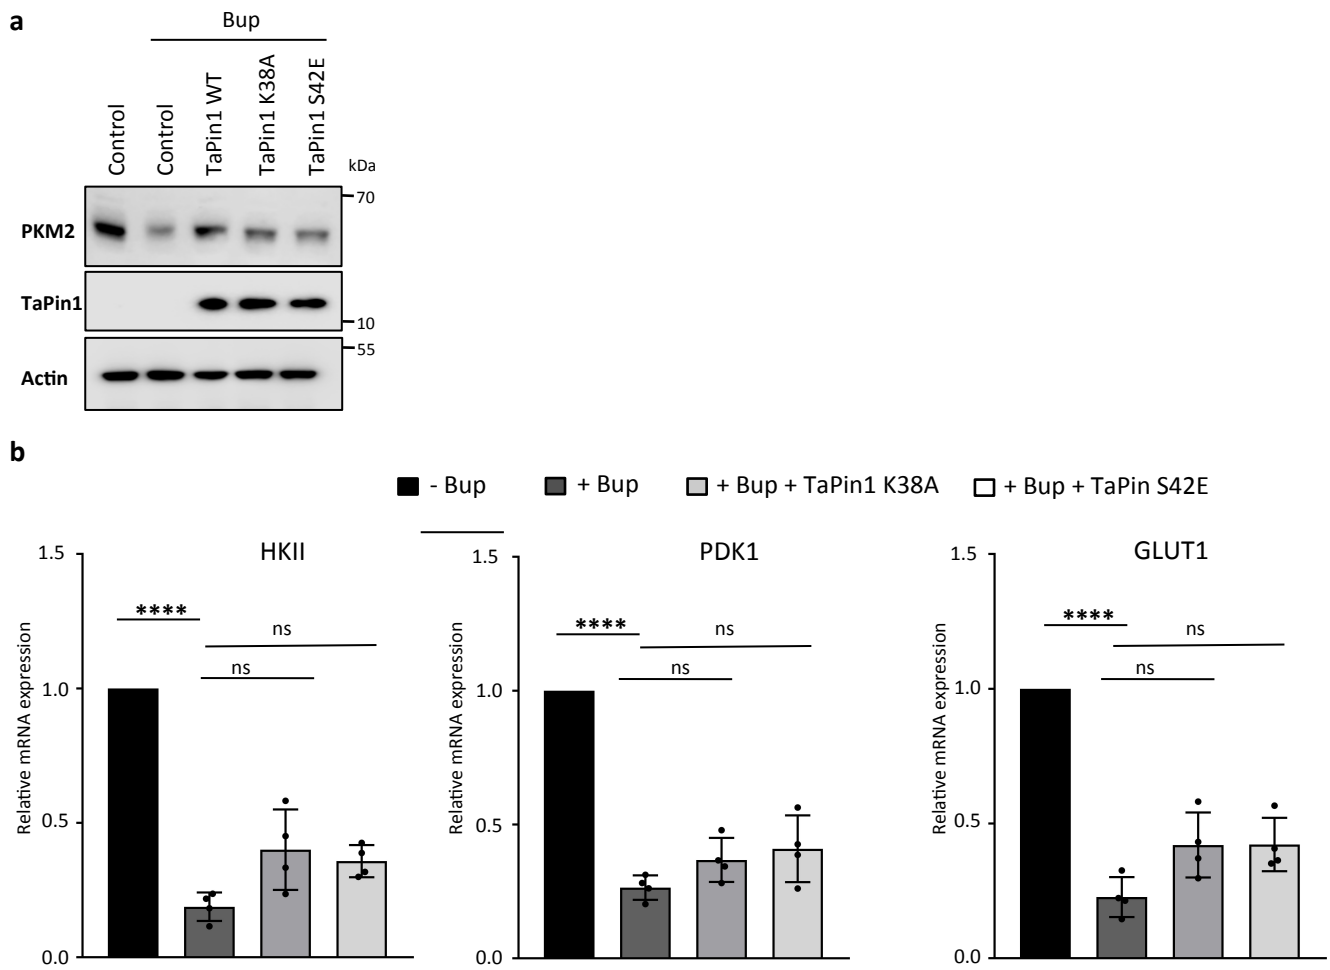 a
Bup
Control
Control
TaPin1 WT
TaPin1 K38A
TaPin1 S42E
kDa
PKM2
70
TaPin1
10
55
Actin
b
- Bup
+ Bup
+ Bup + TaPin1 K38A
+ Bup + TaPin S42E
HKII
Relative mRNA expression
1.5
1.0
0.5
0.0
****
ns
ns
PDK1
Relative mRNA expression
1.5
1.0
0.5
0.0
****
ns
ns
GLUT1
Relative mRNA expression
1.5
1.0
0.5
0.0
****
ns
ns